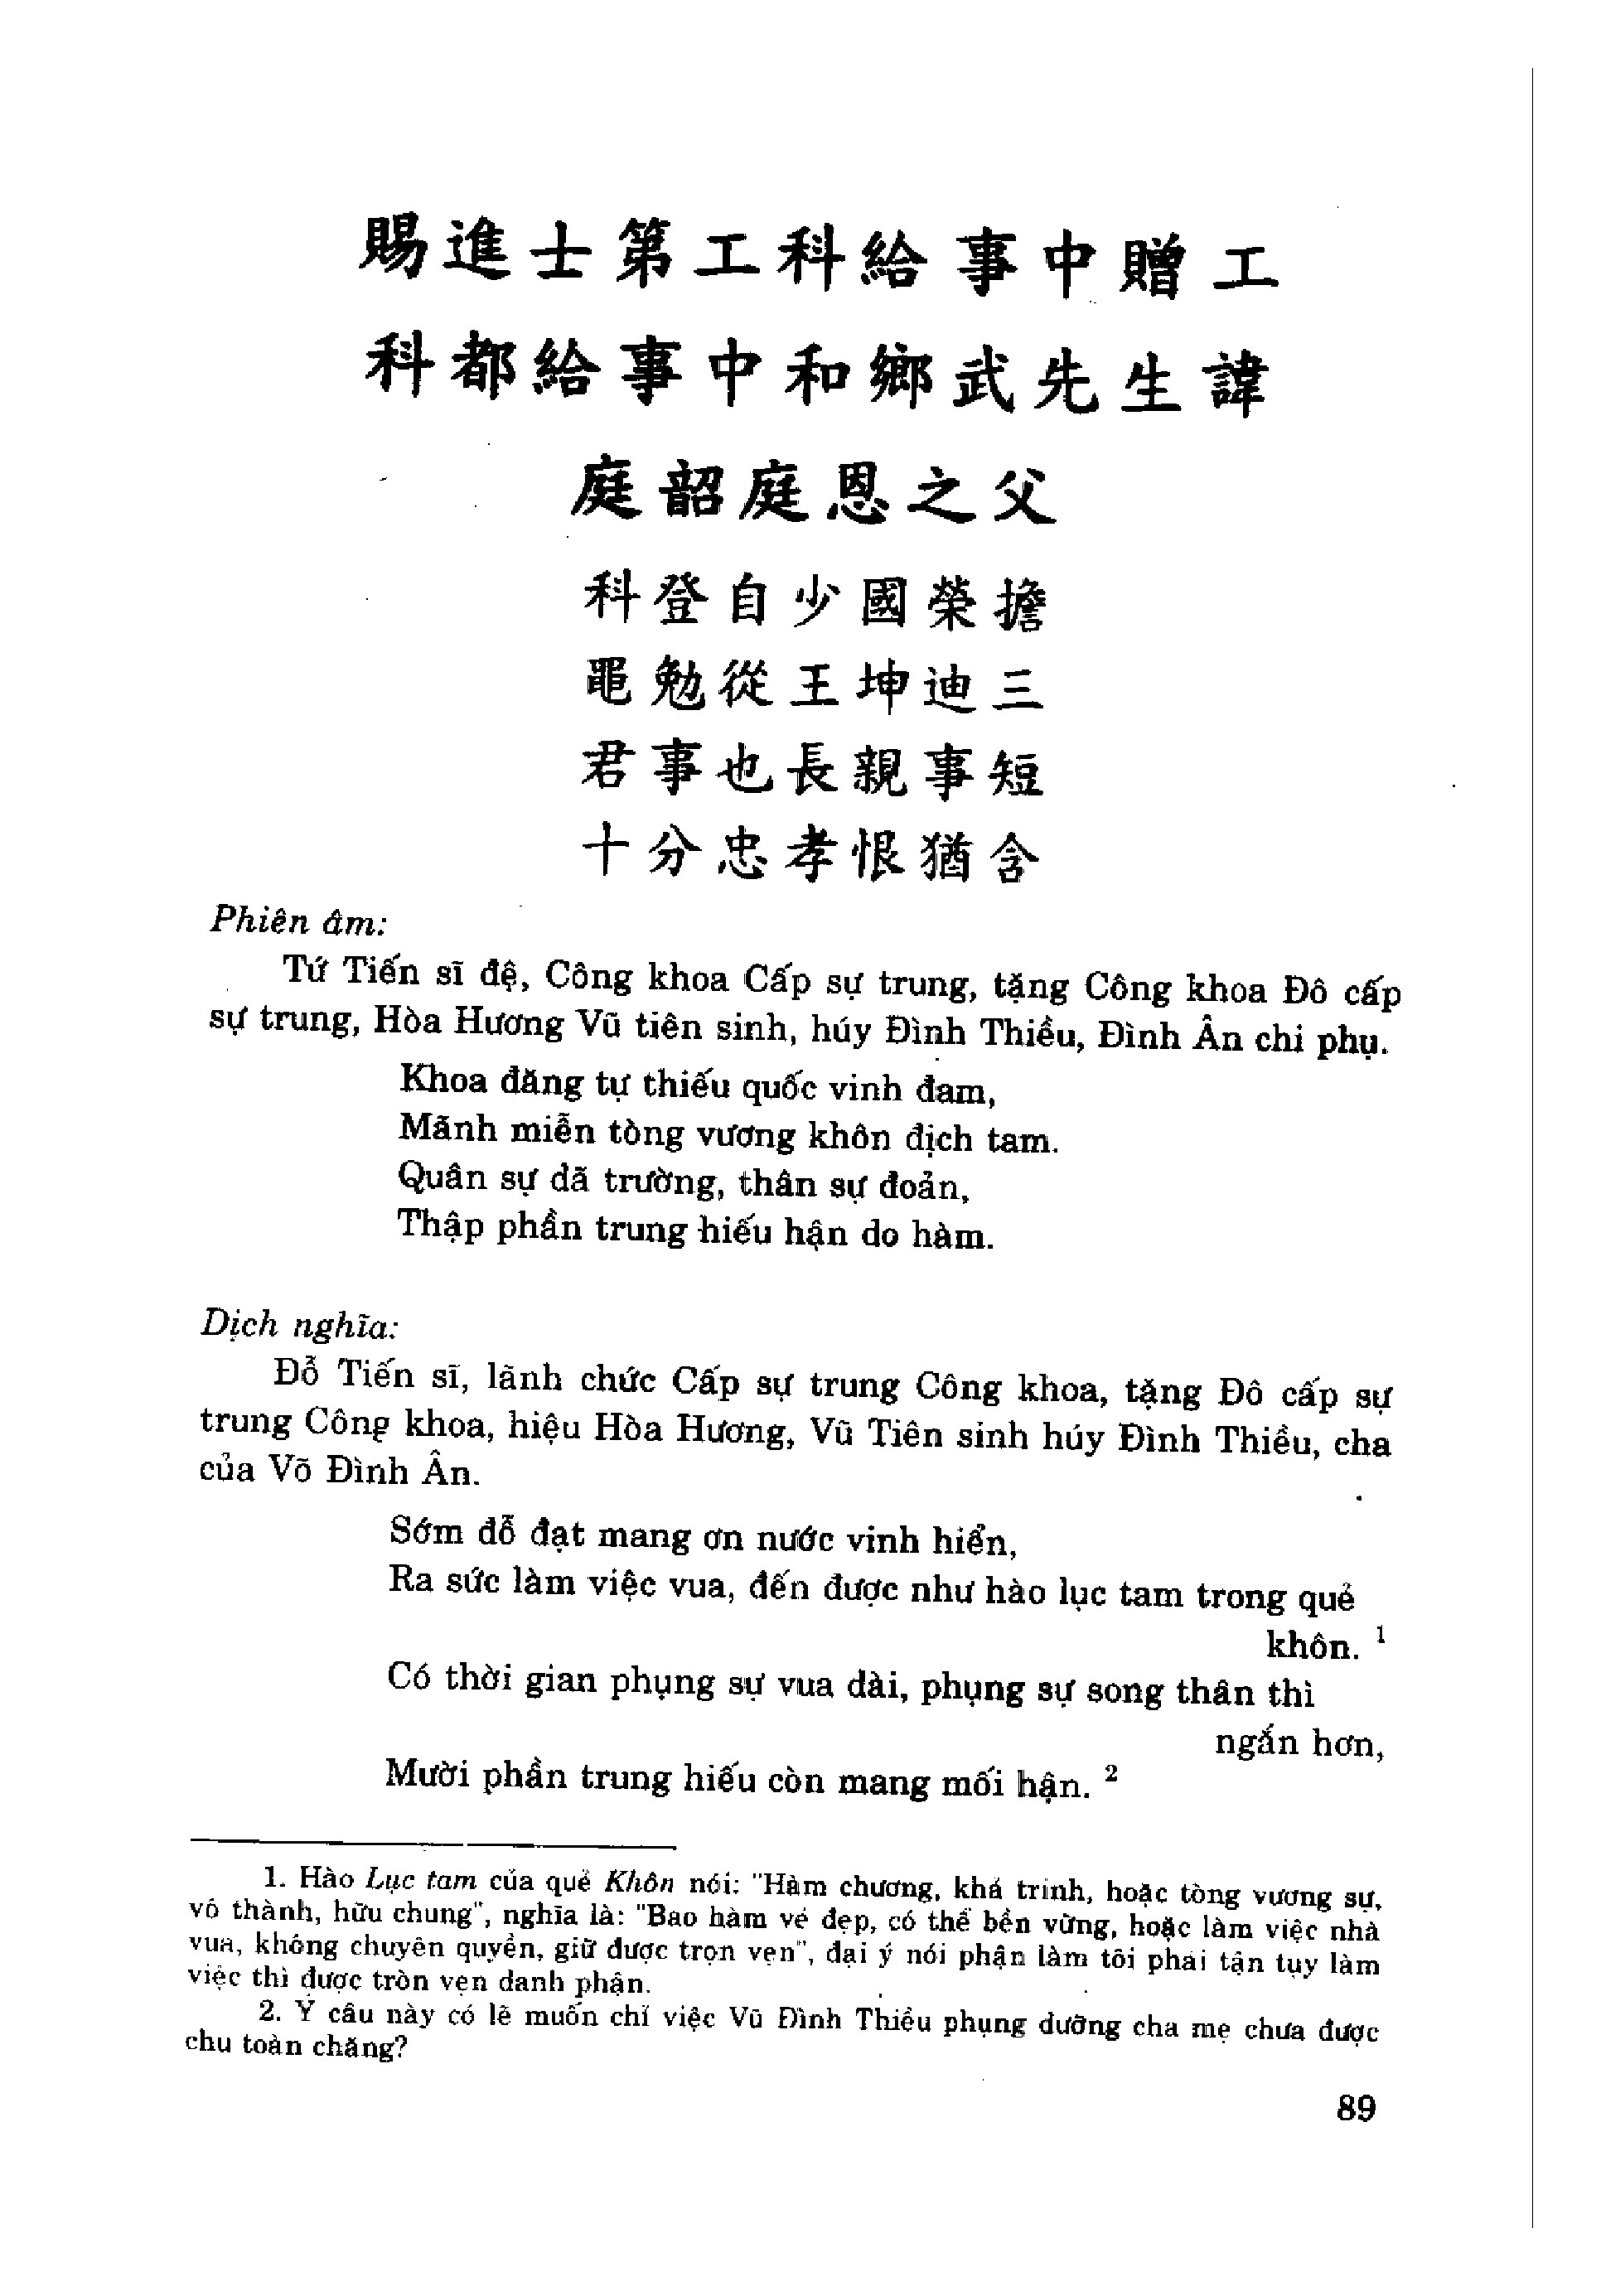 賜進士第工科給事中贈工
科都給事中和鄉武先生諱
庭韶庭恩之父
科登自少國榮擔
黽勉從王坤迪三
君事也長親事短
十分忠孝恨猶含
Phiên âm:
Tứ Tiến sĩ đệ, Công khoa Cấp sự trung, tặng Công khoa Đô cấp
sự trung, Hòa Hương Vũ tiên sinh, húy Đình Thiều, Đình Ân chi phụ.
Khoa đăng tự thiếu quốc vinh đam,
Mãnh miễn tòng vương khôn địch tam.
Quân sự dã trường, thân sự đoản,
Thập phần trung hiếu hận do hàm.
Dịch nghĩa:
Đỗ Tiến sĩ, lãnh chức Cấp sự trung Công khoa, tặng Đô cấp sự
trung Công khoa, hiệu Hòa Hương, Vũ Tiên sinh húy Đình Thiều, cha
của Võ Đình Ân.
Sớm đỗ đạt mang ơn nước vinh hiển,
Ra sức làm việc vua, đến được như hào lục tam trong quẻ
khôn. 1
Có thời gian phụng sự vua dài, phụng sự song thân thì
ngắn hơn,
Mười phần trung hiếu còn mang mối hận. 2
1. Hào Lục tam của quẻ Khôn nói: "Hàm chương, khả trinh, hoặc tòng vương sự,
vô thành, hữu chung", nghĩa là: "Bao hàm vẻ đẹp, có thể bền vững, hoặc làm việc nhà
vua, không chuyên quyền, giữ được trọn vẹn", đại ý nói phận làm tôi phải tận tụy làm
việc thì được tròn vẹn danh phận.
2. Ý câu này có lẽ muốn chỉ việc Vũ Đình Thiều phụng dưỡng cha mẹ chưa được
chu toàn chăng?
89